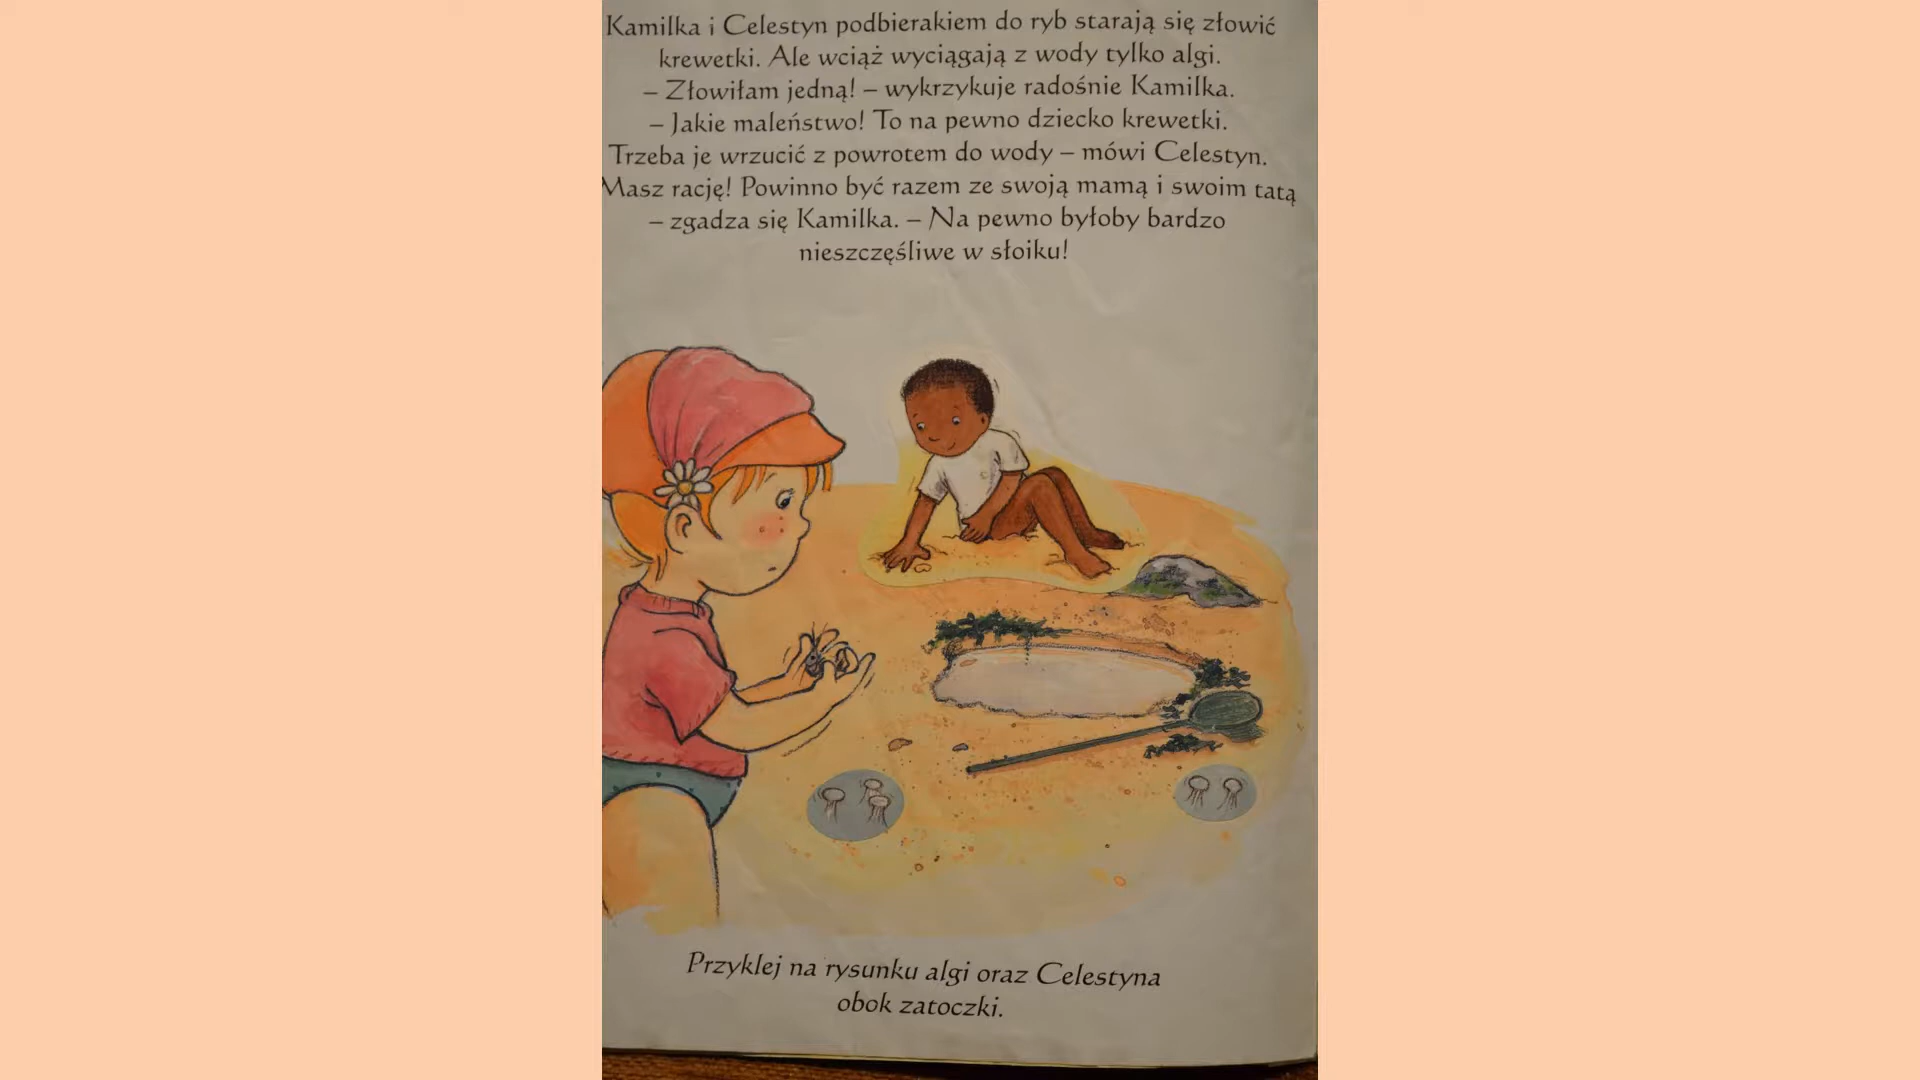 Kamilka i Celestyn podbierakiem do ryb starają się złowić
krewetki. Ale wciąż wyciągają z wody tylko algi.
– Złowiłam jedną! – wykrzykuje radośnie Kamilka.
– Jakie maleństwo! To na pewno dziecko krewetki.
Trzeba je wrzucić z powrotem do wody – mówi Celestyn.
Masz rację! Powinno być razem ze swoją mamą i swoim tatą
– zgadza się Kamilka. – Na pewno byłoby bardzo
nieszczęśliwe w słoiku!
Przyklej na rysunku algi oraz Celestyna
obok zatoczki.